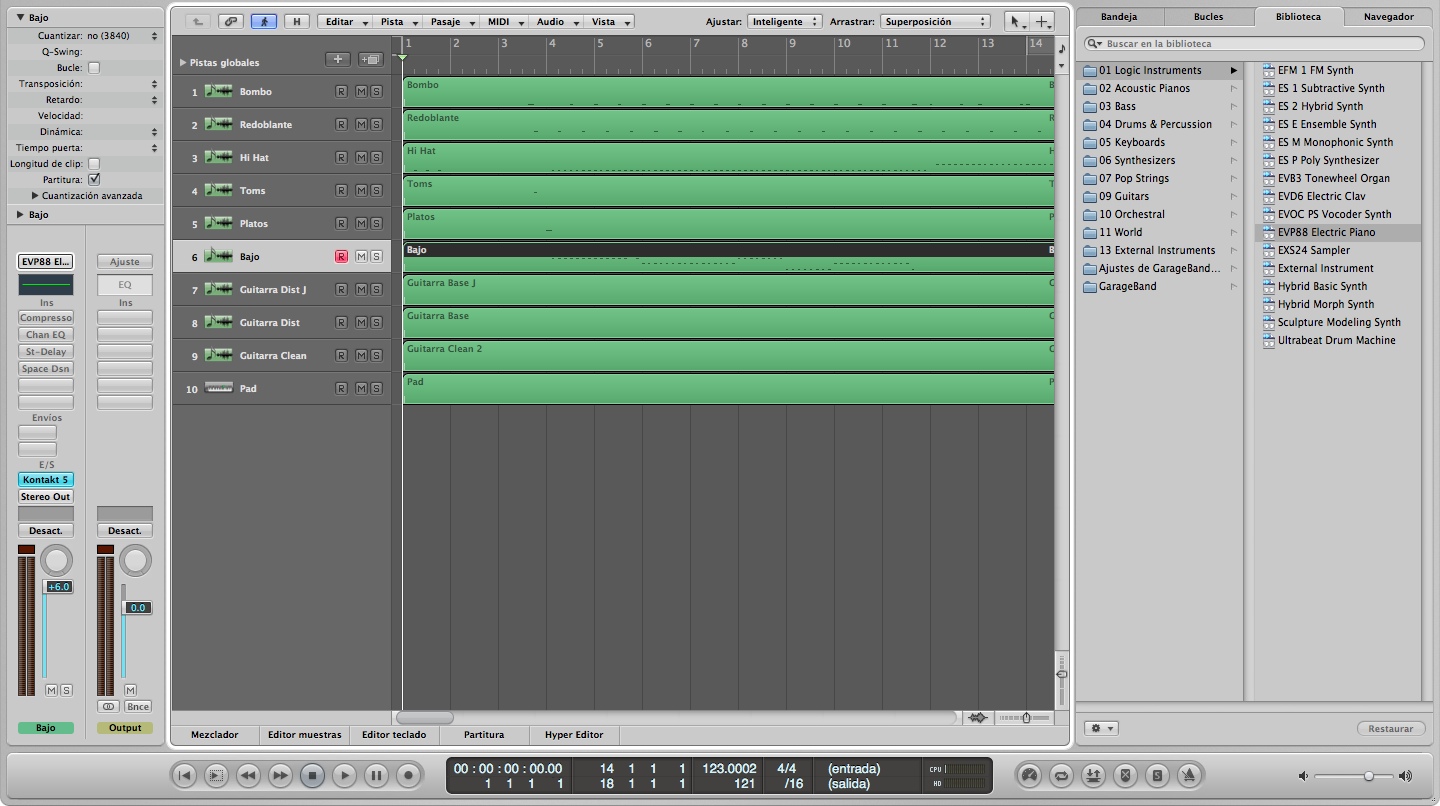 Bajo
Cuantizar: no (3840)
Q-Swing:
Bucle:
Transposición:
Retardo:
Velocidad:
Dinámica:
Tiempo puerta:
Longitud de clip:
Partitura:
Cuantización avanzada
Bajo
EVP88 El...
Ajuste
EQ
Ins
Ins
Compresso
Chan EQ
St-Delay
Space Dsn
Envíos
E/S
Kontakt 5
Stereo Out
Desact.
Desact.
+6.0
0.0
M S
M
Bnce
Bajo
Output
H
Editar
Pista
Pasaje
MIDI
Audio
Vista
Ajustar: Inteligente
Arrastrar: Superposición
Pistas globales
1 2 3 4 5 6 7 8 9 10 11 12 13 14
1 Bombo R M S
2 Redoblante R M S
3 Hi Hat R M S
4 Toms R M S
5 Platos R M S
6 Bajo R M S
7 Guitarra Dist J R M S
8 Guitarra Dist R M S
9 Guitarra Clean R M S
10 Pad R M S
Bombo B
Redoblante R
Hi Hat H
Toms T
Platos P
Bajo B
Guitarra Base J G
Guitarra Base G
Guitarra Clean 2 G
Pad P
Mezclador
Editor muestras
Editor teclado
Partitura
Hyper Editor
Bandeja
Bucles
Biblioteca
Navegador
Buscar en la biblioteca
01 Logic Instruments
02 Acoustic Pianos
03 Bass
04 Drums & Percussion
05 Keyboards
06 Synthesizers
07 Pop Strings
09 Guitars
10 Orchestral
11 World
13 External Instruments
Ajustes de GarageBand...
GarageBand
EFM 1 FM Synth
ES 1 Subtractive Synth
ES 2 Hybrid Synth
ES E Ensemble Synth
ES M Monophonic Synth
ES P Poly Synthesizer
EVB3 Tonewheel Organ
EVD6 Electric Clav
EVOC PS Vocoder Synth
EVP88 Electric Piano
EXS24 Sampler
External Instrument
Hybrid Basic Synth
Hybrid Morph Synth
Sculpture Modeling Synth
Ultrabeat Drum Machine
Restaurar
00 : 00 : 00 : 00.00 14 1 1 1 123.0002 4/4 (entrada) CPU
1 1 1 1 18 1 1 1 121 /16 (salida) HD
S